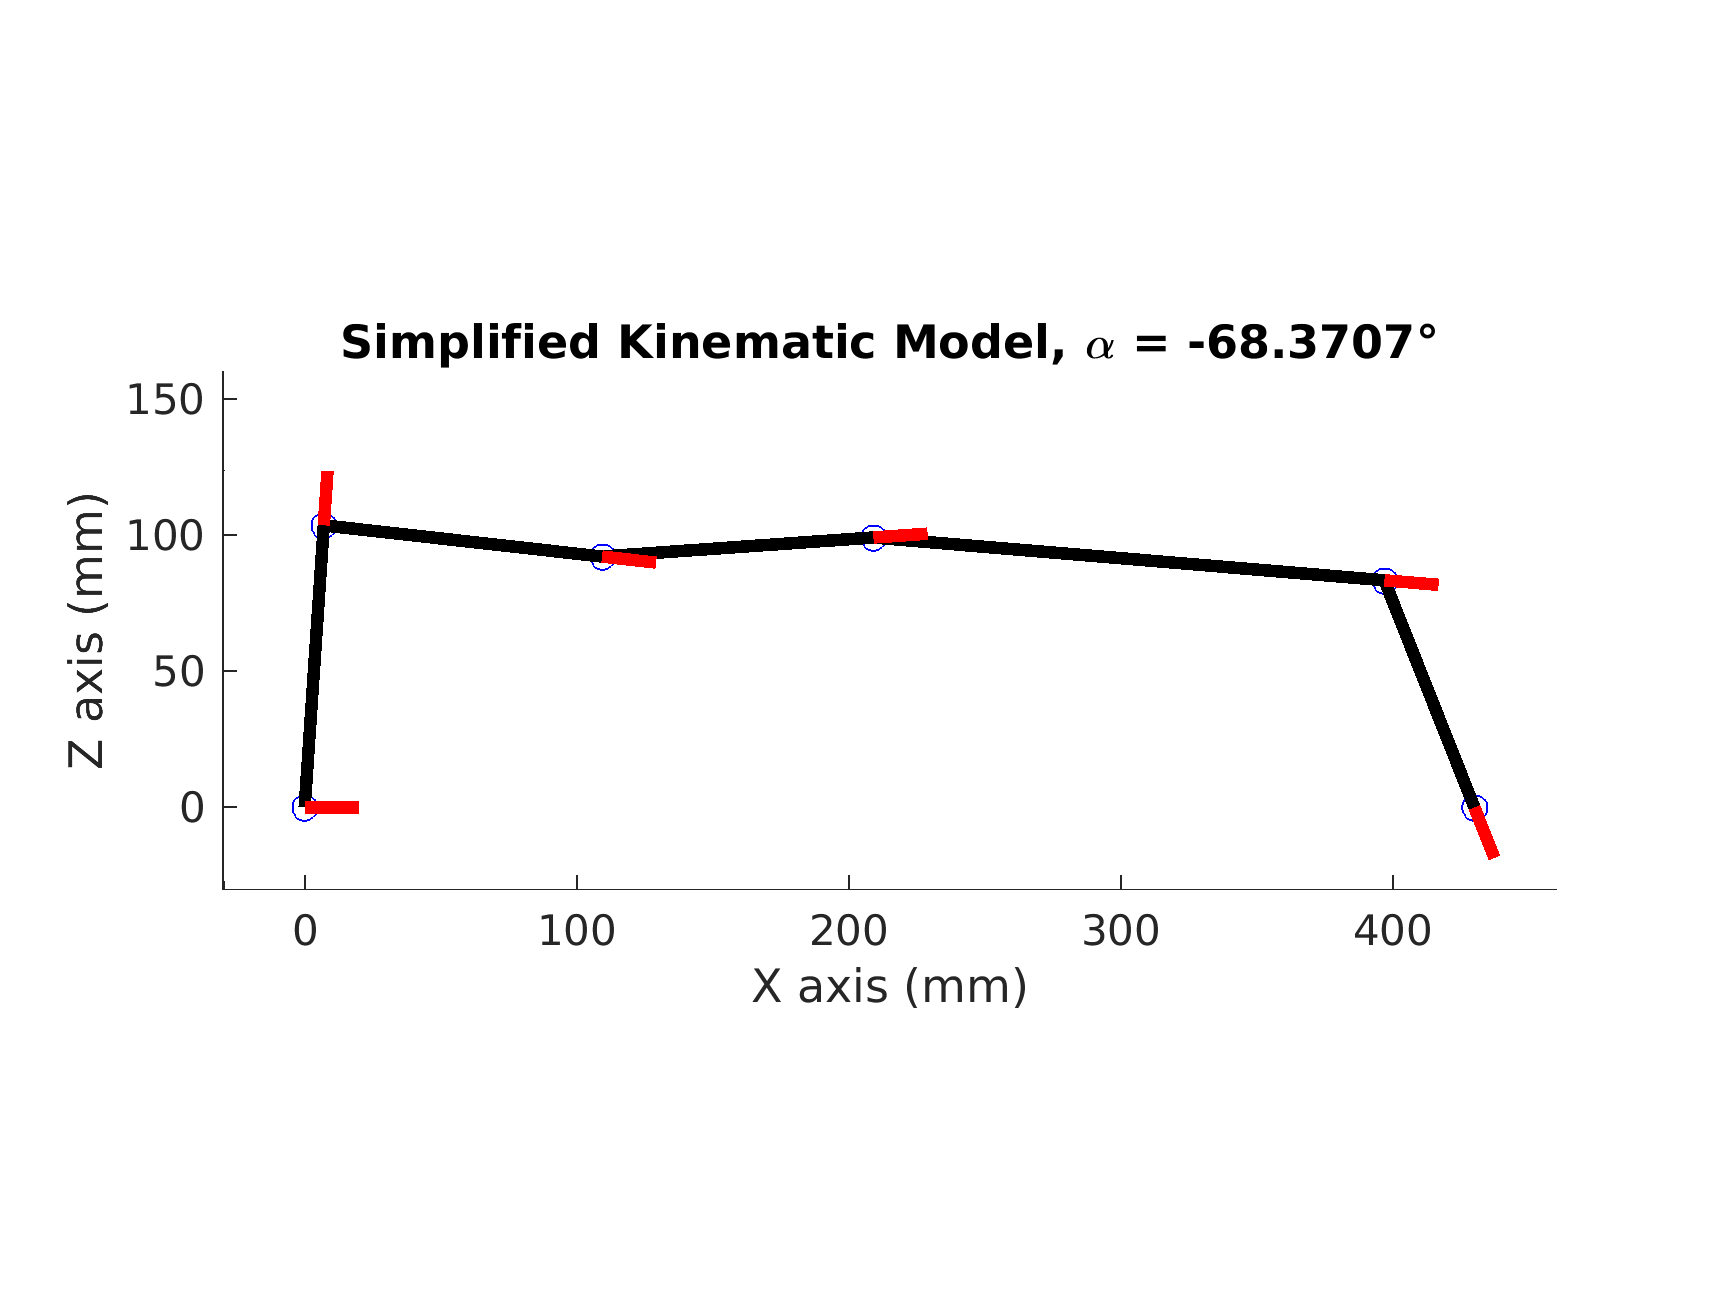 Simplified Kinematic Model, α = -68.3707°
150
100
50
0
Z axis (mm)
0 100 200 300 400
X axis (mm)